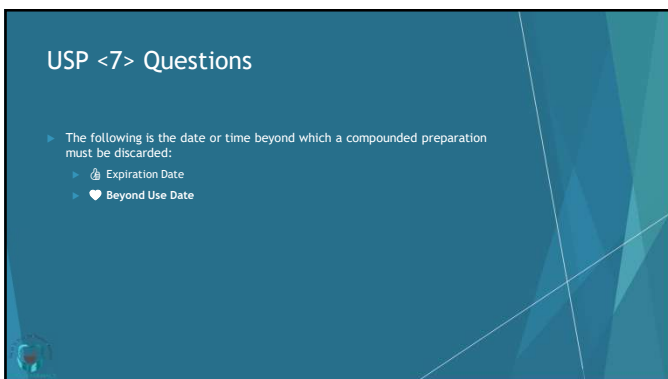 USP <7> Questions
The following is the date or time beyond which a compounded preparation
must be discarded:
👍 Expiration Date
🤍 Beyond Use Date